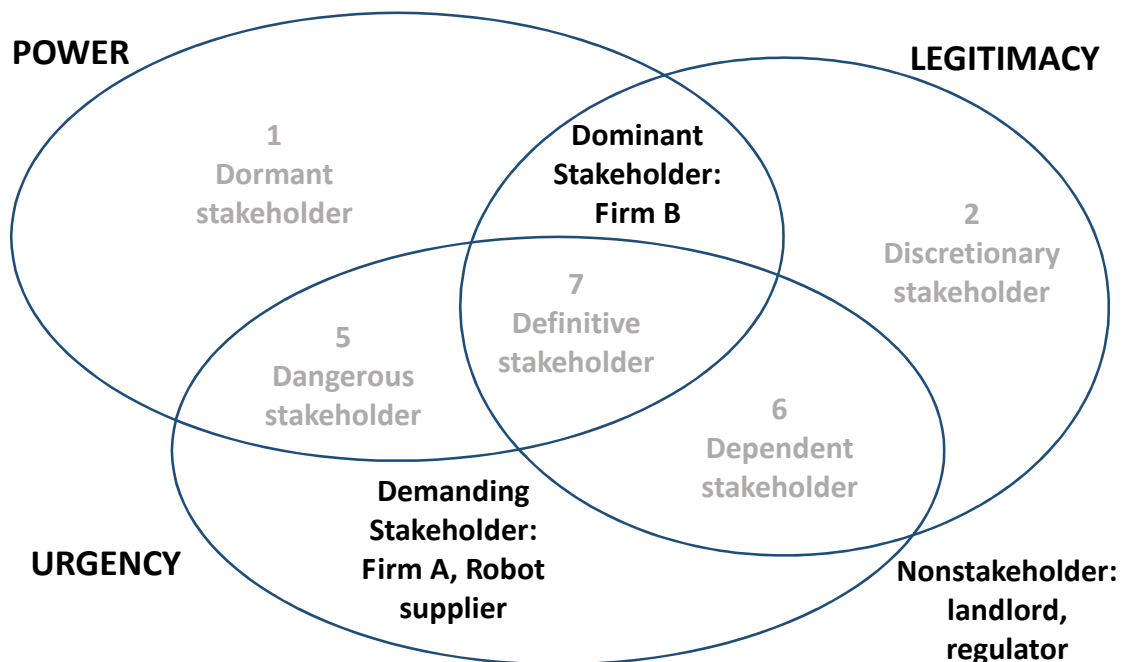 POWER
LEGITIMACY
1
Dormant
stakeholder
Dominant
Stakeholder:
Firm B
2
Discretionary
stakeholder
7
Definitive
stakeholder
5
Dangerous
stakeholder
6
Dependent
stakeholder
Demanding
Stakeholder:
Firm A, Robot
supplier
URGENCY
Nonstakeholder:
landlord,
regulator